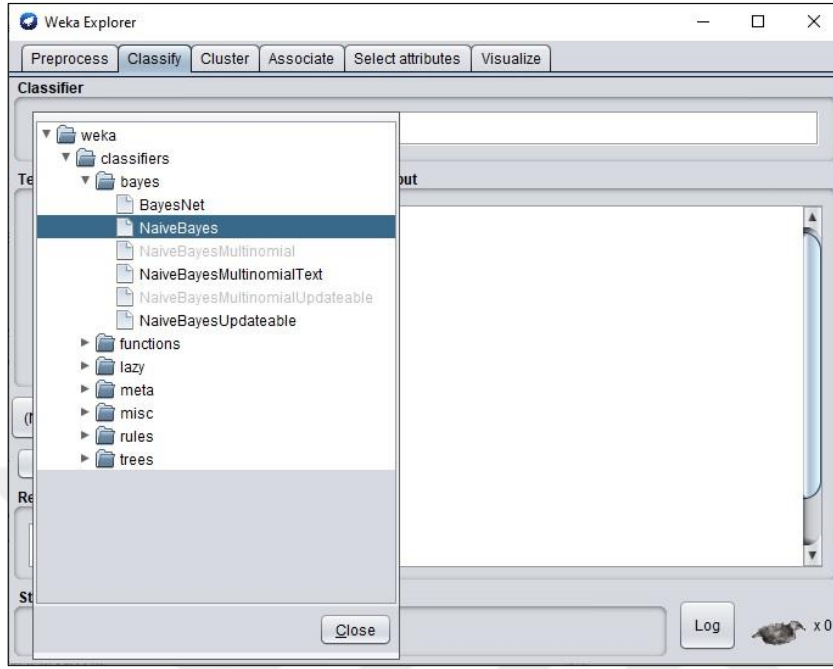 Weka Explorer
Preprocess Classify Cluster Associate Select attributes Visualize
Classifier
weka
classifiers
bayes
BayesNet
NaiveBayes
NaiveBayesMultinomial
NaiveBayesMultinomialText
NaiveBayesMultinomialUpdateable
NaiveBayesUpdateable
functions
lazy
meta
misc
rules
trees
Close
Log
x 0